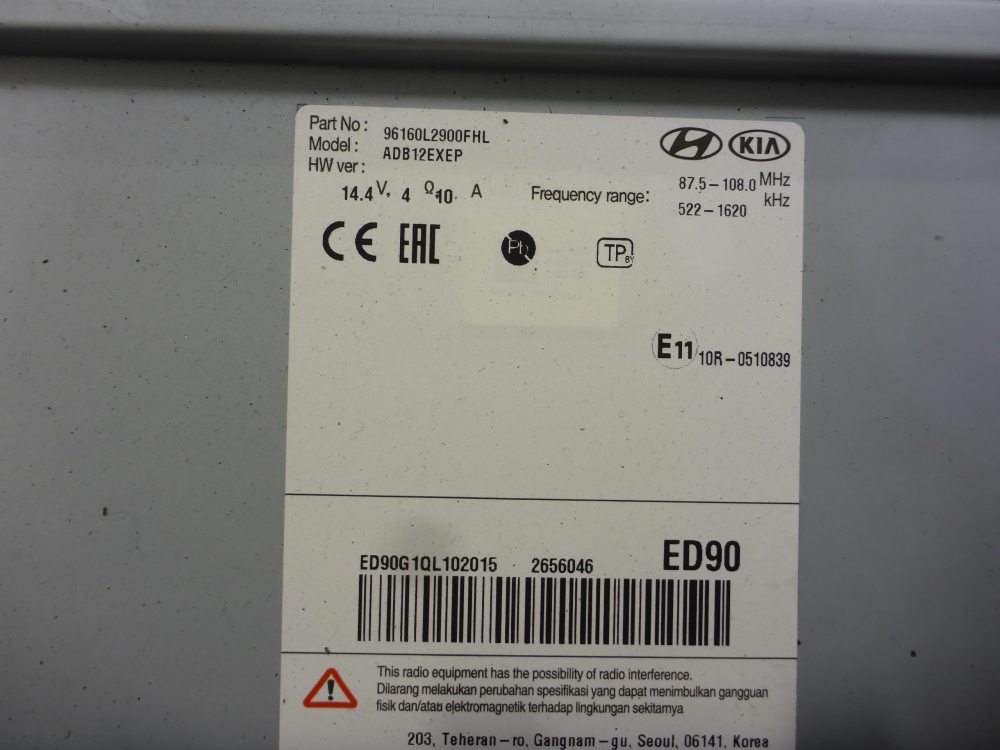 Part No : 96160L2900FHL
Model : ADB12EXEP
HW ver :
KIA
14.4 V, 4 Ω 10 A
Frequency range: 87.5-108.0 MHz
522-1620 kHz
CE EAC Pb TP BY
E11 10R-0510839
ED90G1QL102015 2656046 ED90
This radio equipment has the possibility of radio interference.
Dilarang melakukan perubahan spesifikasi yang dapat menimbulkan gangguan
fisik dan/atau elektromagnetik terhadap lingkungan sekitarnya
203, Teheran-ro, Gangnam-gu, Seoul, 06141, Korea